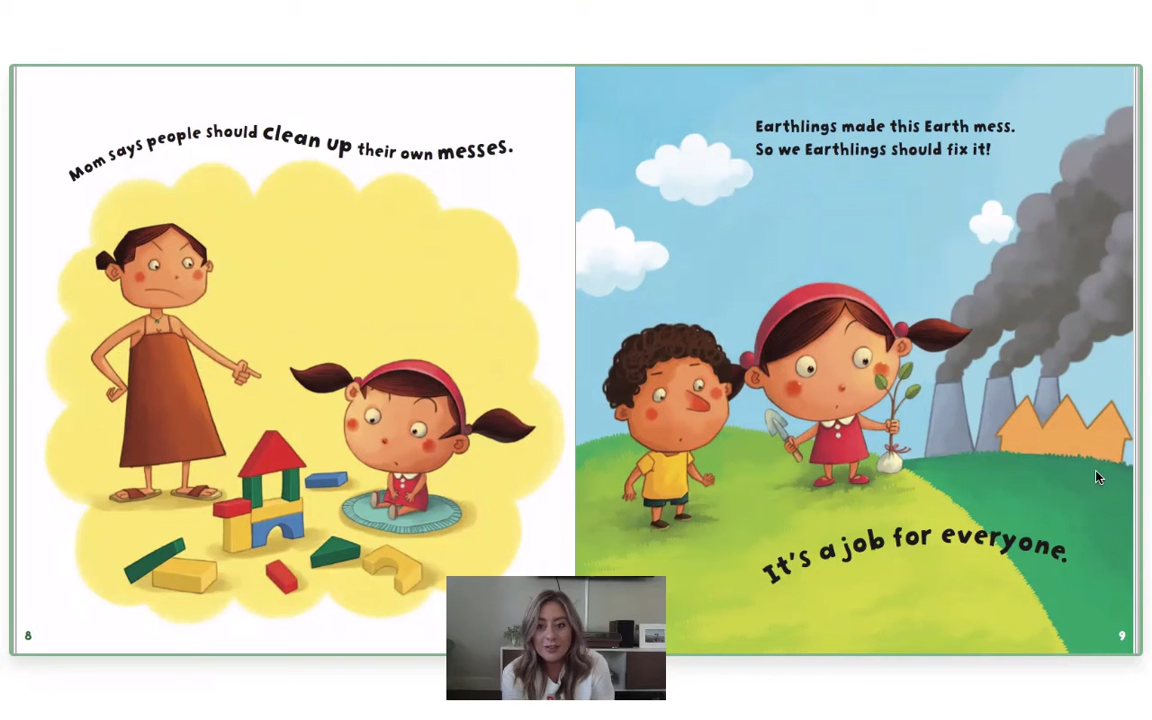 Mom says people should clean up their own messes.
8
Earthlings made this Earth mess.
So we Earthlings should fix it!
It's a job for everyone.
9